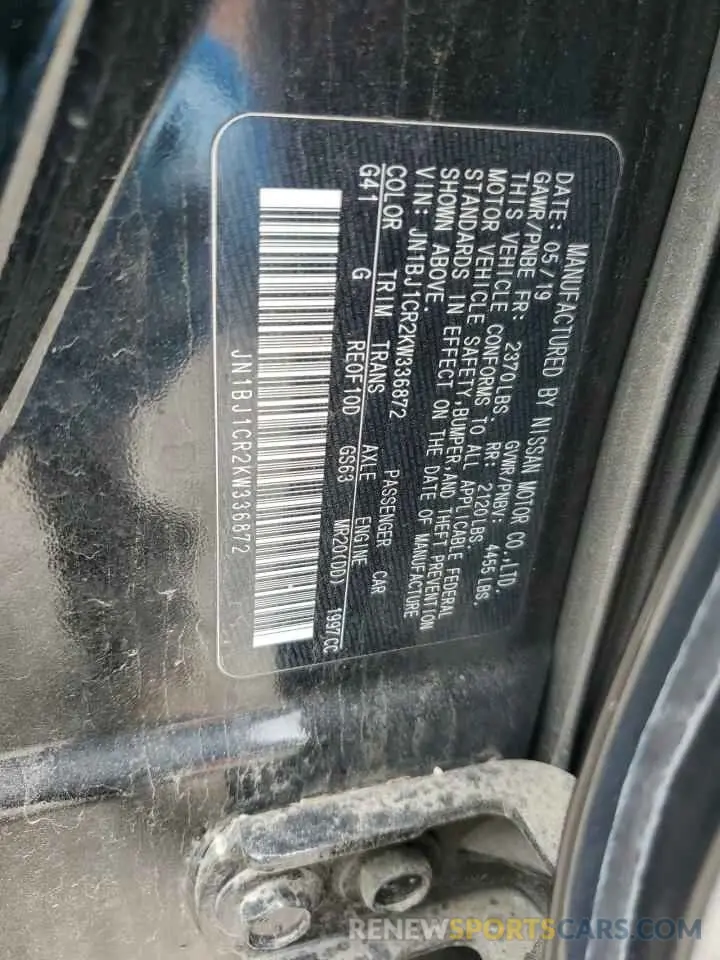 MANUFACTURED BY NISSAN MOTOR CO.,LTD.
DATE: 05/19 GVWR/PNBV: 4455 LBS.
GAWR/PNBE FR: 2370LBS. RR: 2120LBS.
THIS VEHICLE CONFORMS TO ALL APPLICABLE FEDERAL
MOTOR VEHICLE SAFETY,BUMPER,AND THEFT PREVENTION
STANDARDS IN EFFECT ON THE DATE OF MANUFACTURE
SHOWN ABOVE.
VIN: JN1BJ1CR2KW336872 PASSENGER CAR
COLOR TRIM TRANS AXLE ENGINE
G41 G REOF10D GS63 MR20(DD) 1997CC
JN1BJ1CR2KW336872
RENEWSPORTSCARS.COM